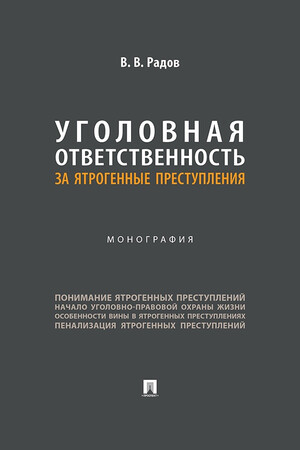 В. В. Радов
УГОЛОВНАЯ
ОТВЕТСТВЕННОСТЬ
ЗА ЯТРОГЕННЫЕ ПРЕСТУПЛЕНИЯ
МОНОГРАФИЯ
ПОНИМАНИЕ ЯТРОГЕННЫХ ПРЕСТУПЛЕНИЙ
НАЧАЛО УГОЛОВНО-ПРАВОВОЙ ОХРАНЫ ЖИЗНИ
ОСОБЕННОСТИ ВИНЫ В ЯТРОГЕННЫХ ПРЕСТУПЛЕНИЯХ
ПЕНАЛИЗАЦИЯ ЯТРОГЕННЫХ ПРЕСТУПЛЕНИЙ